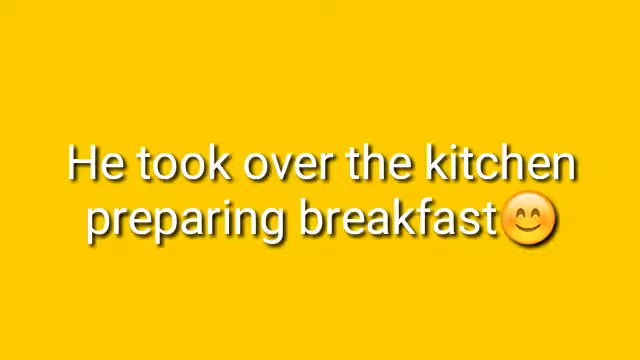 He took over the kitchen
preparing breakfast😊